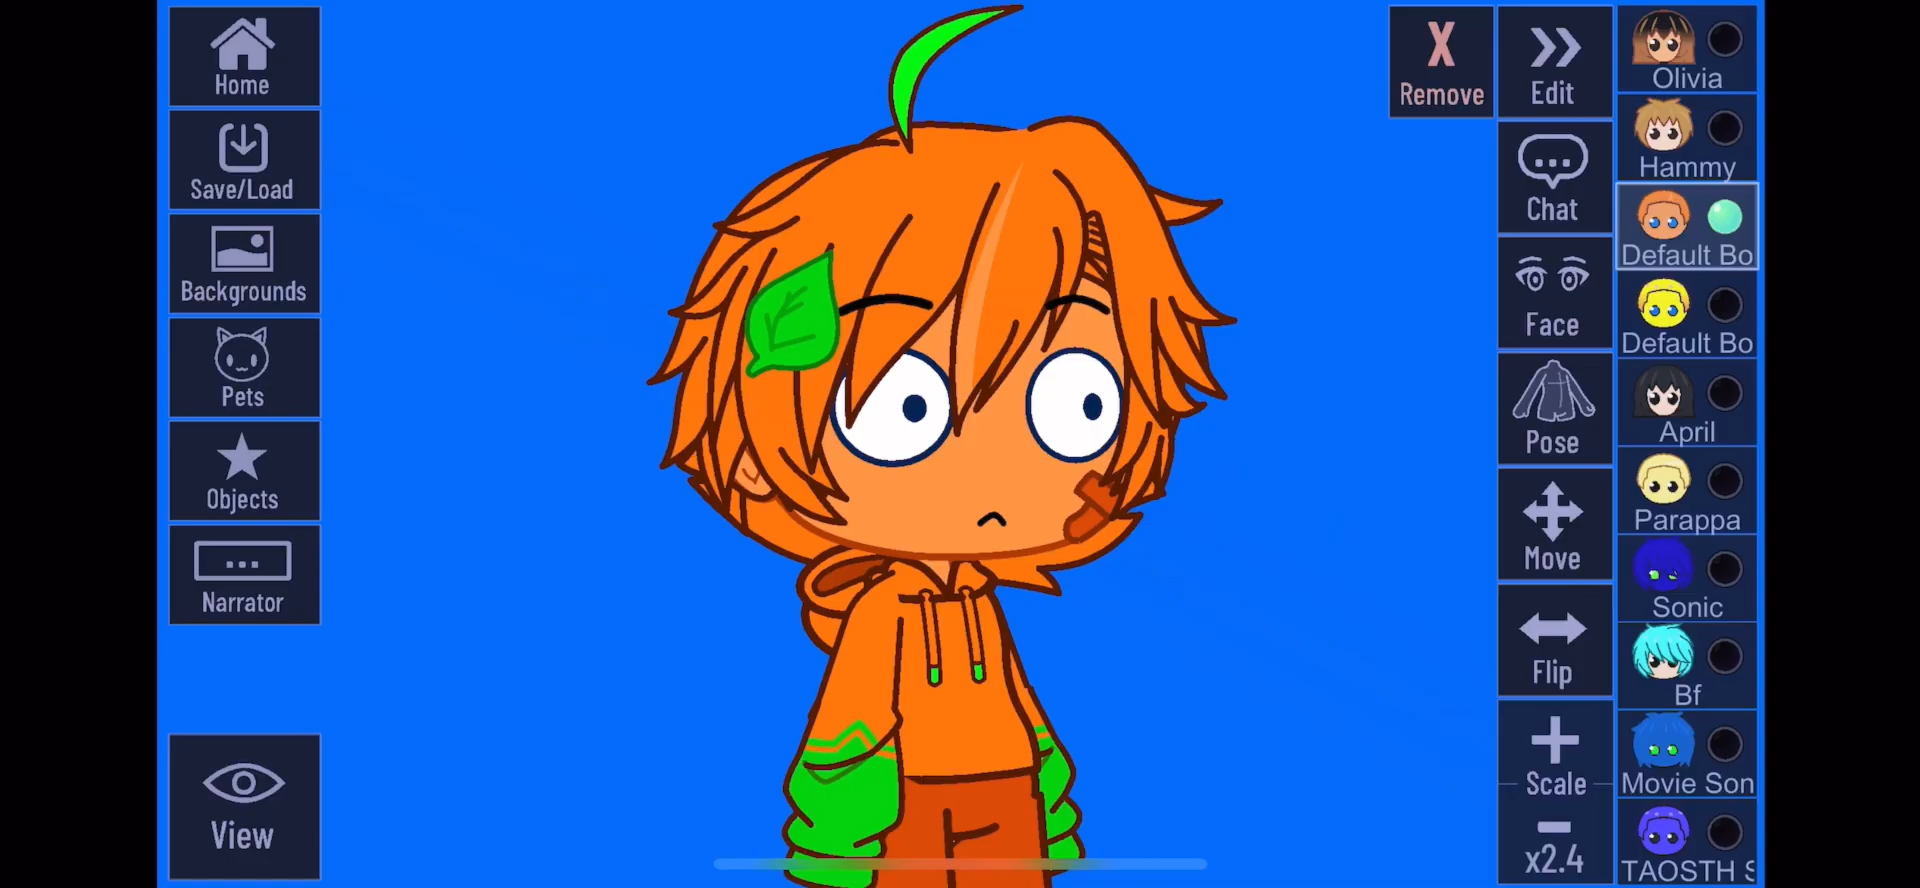 Home
Save/Load
Backgrounds
Pets
Objects
...
Narrator
View
X
Remove
Edit
...
Chat
Face
Pose
Move
Flip
Scale
x2.4
Olivia
Hammy
Default Bo
Default Bo
April
Parappa
Sonic
Bf
Movie Son
TAOSTH S